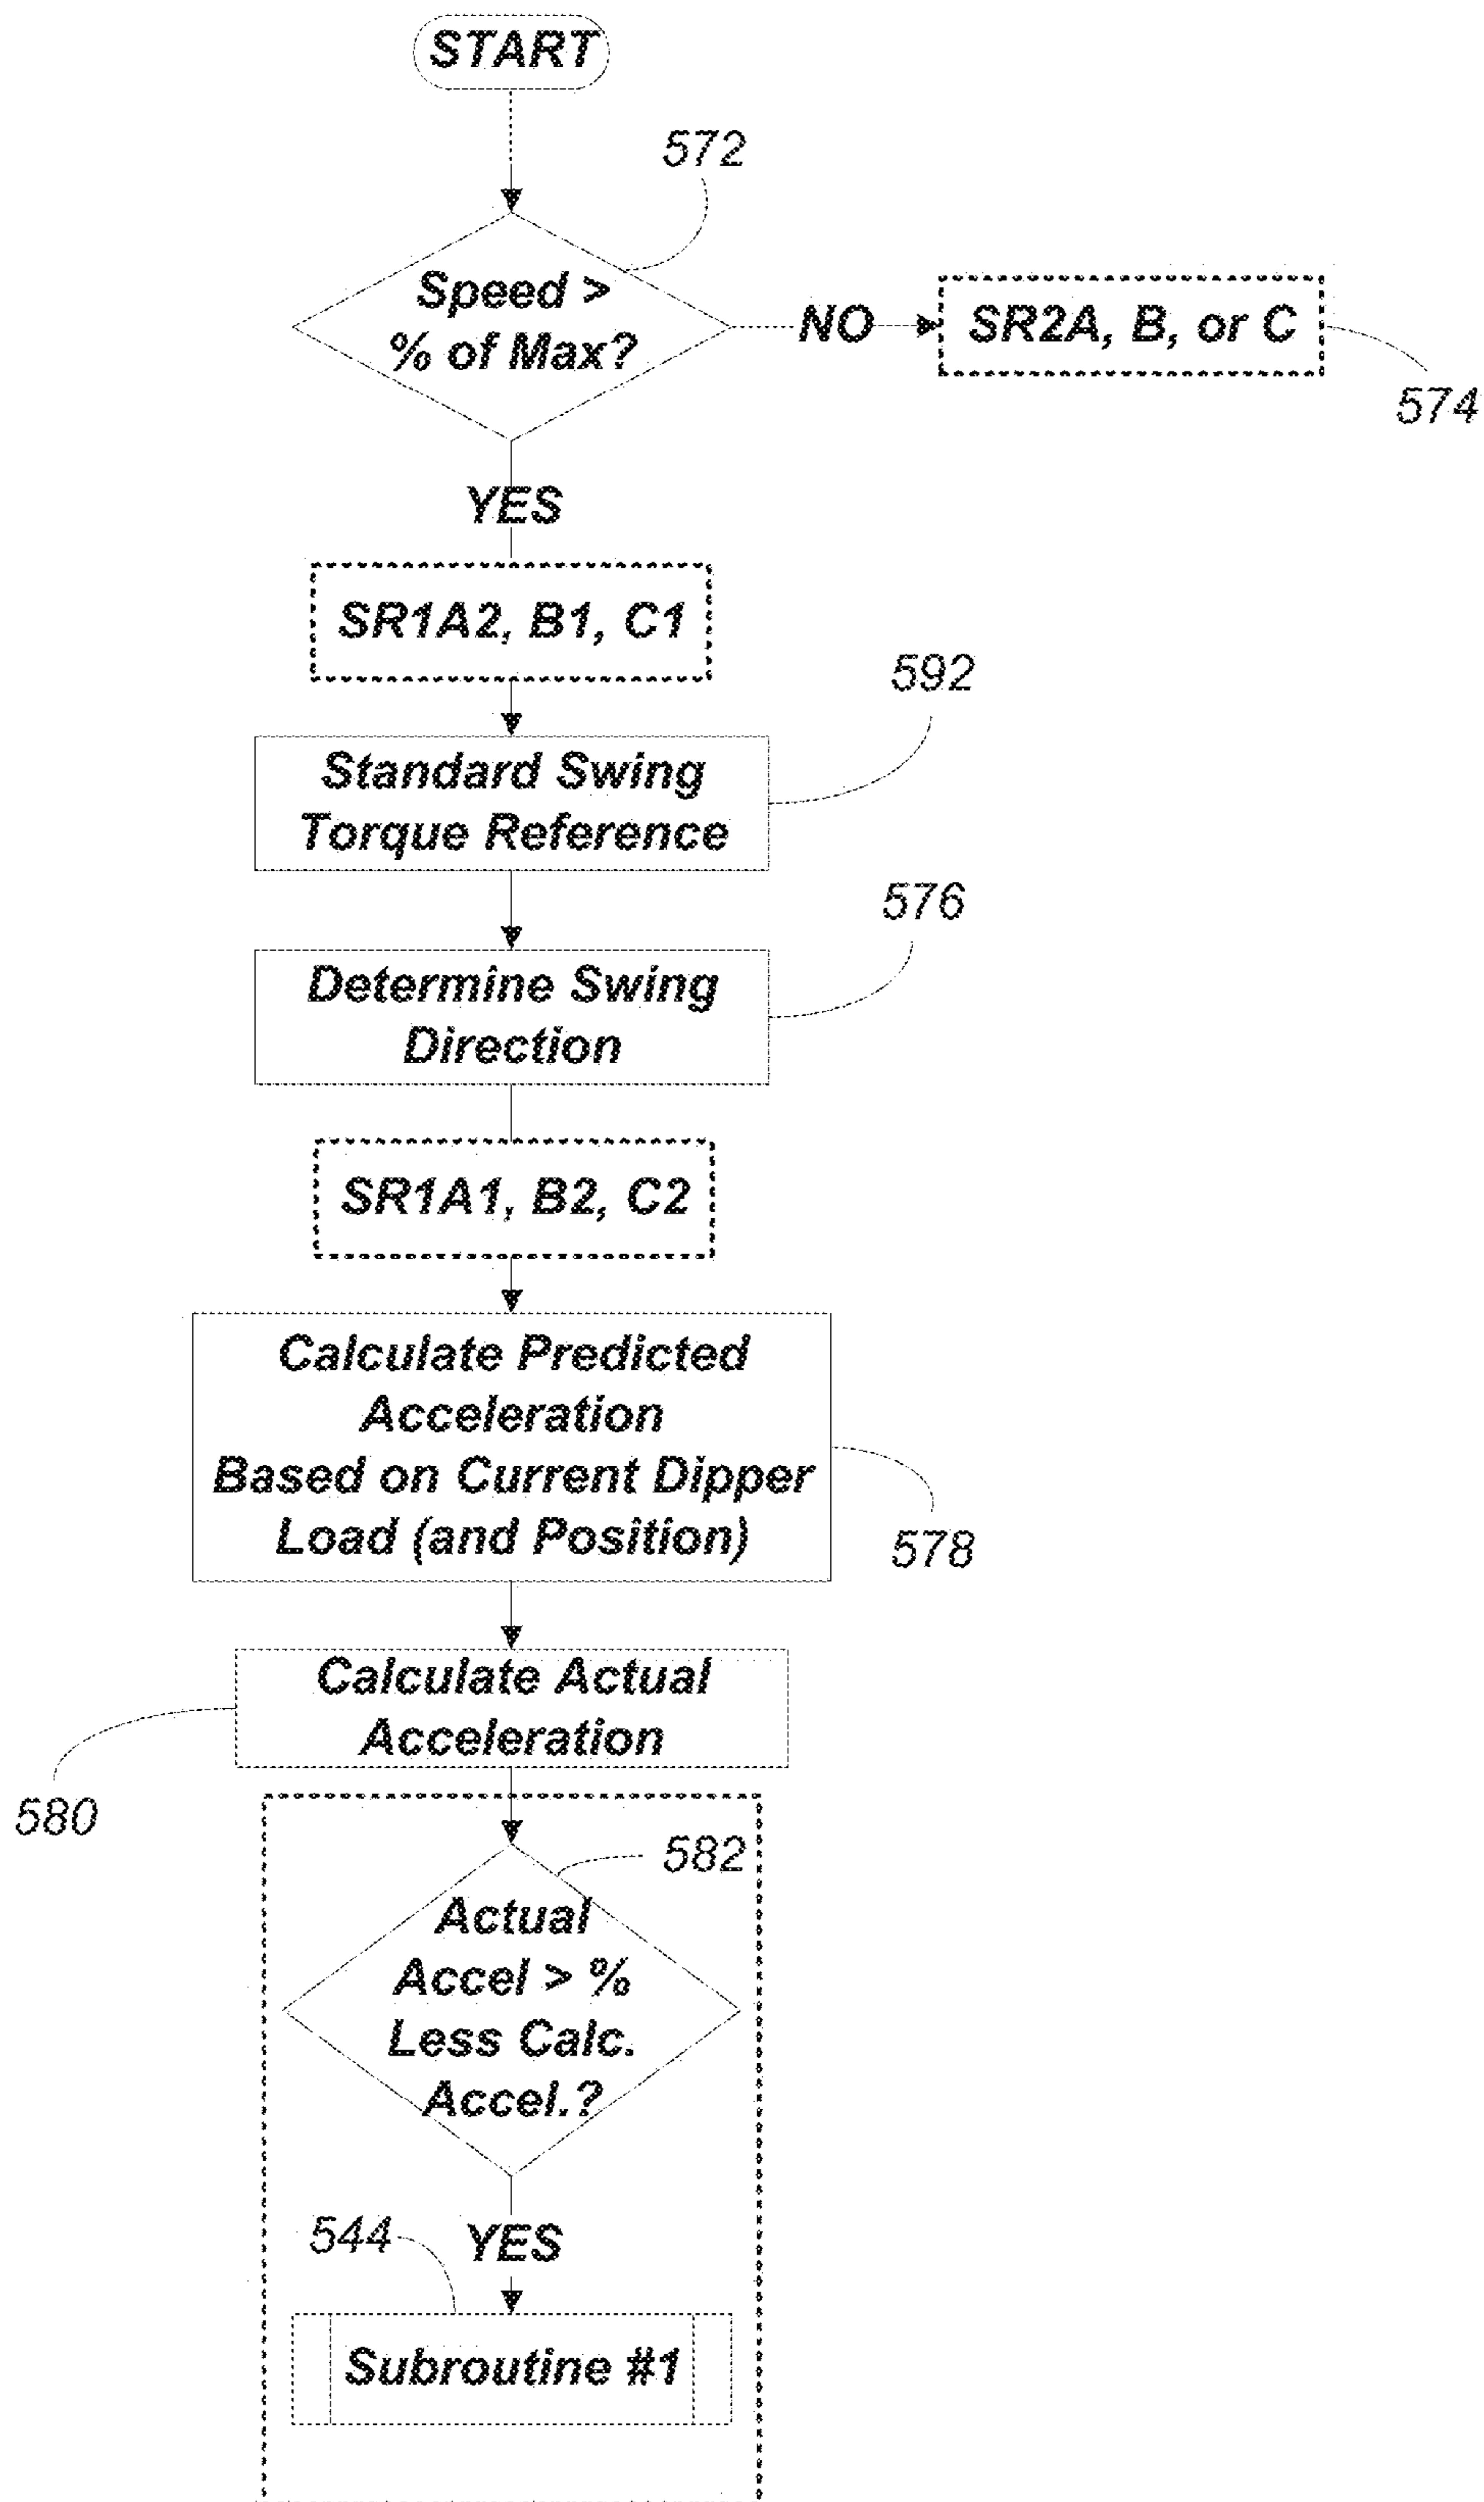 START
572
Speed >
% of Max?
NO
SR2A, B, or C
574
YES
SR1A2, B1, C1
592
Standard Swing
Torque Reference
576
Determine Swing
Direction
SR1A1, B2, C2
Calculate Predicted
Acceleration
Based on Current Dipper
Load (and Position)
578
Calculate Actual
Acceleration
580
582
Actual
Accel > %
Less Calc.
Accel.?
544
YES
Subroutine #1